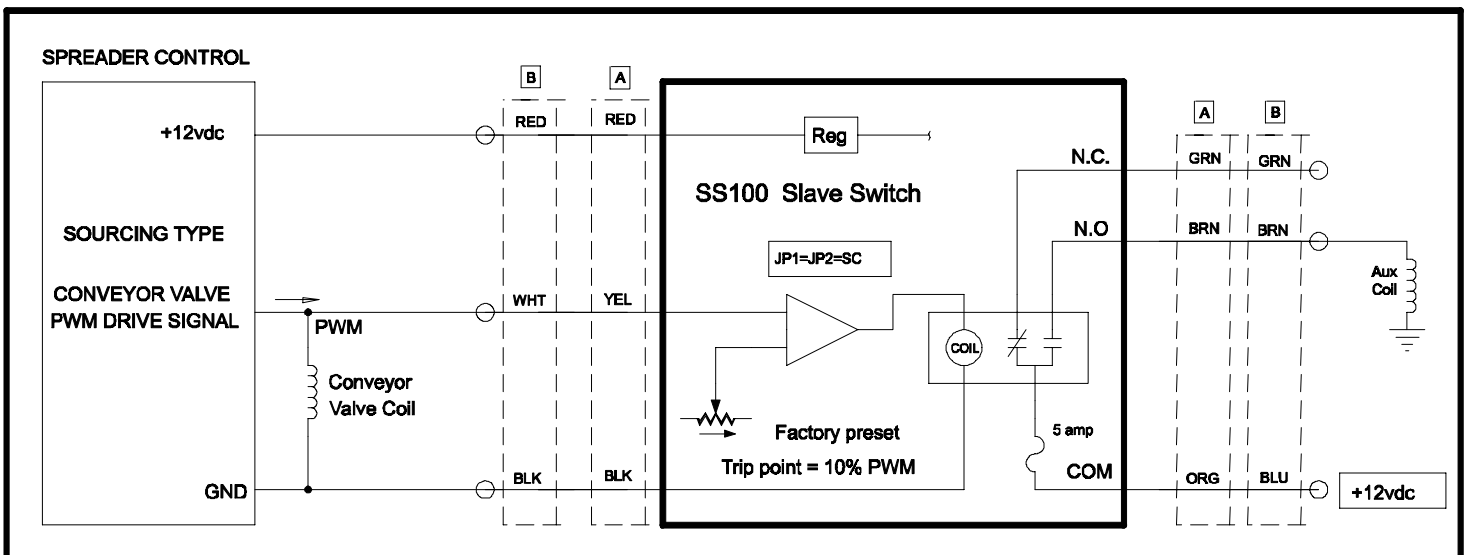 SPREADER CONTROL
B
A
A
B
+12vdc
RED
RED
Reg
N.C.
GRN
GRN
SS100 Slave Switch
SOURCING TYPE
N.O
BRN
BRN
JP1=JP2=SC
Aux
Coil
CONVEYOR VALVE
PWM DRIVE SIGNAL
PWM
WHT
YEL
COIL
Conveyor
Valve Coil
Factory preset
Trip point = 10% PWM
5 amp
COM
GND
BLK
BLK
ORG
BLU
+12vdc